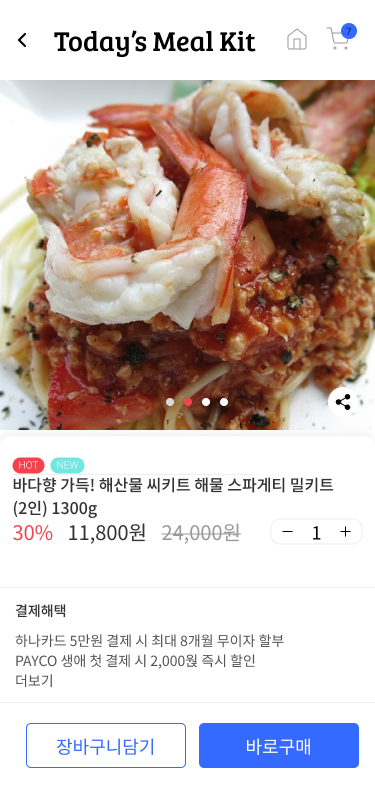 Today's Meal Kit
7
HOT NEW
바다향 가득! 해산물 씨키트 해물 스파게티 밀키트
(2인) 1300g
30% 11,800원 24,000원 − 1 +
결제해택
하나카드 5만원 결제 시 최대 8개월 무이자 할부
PAYCO 생애 첫 결제 시 2,000원 즉시 할인
더보기
장바구니담기 바로구매